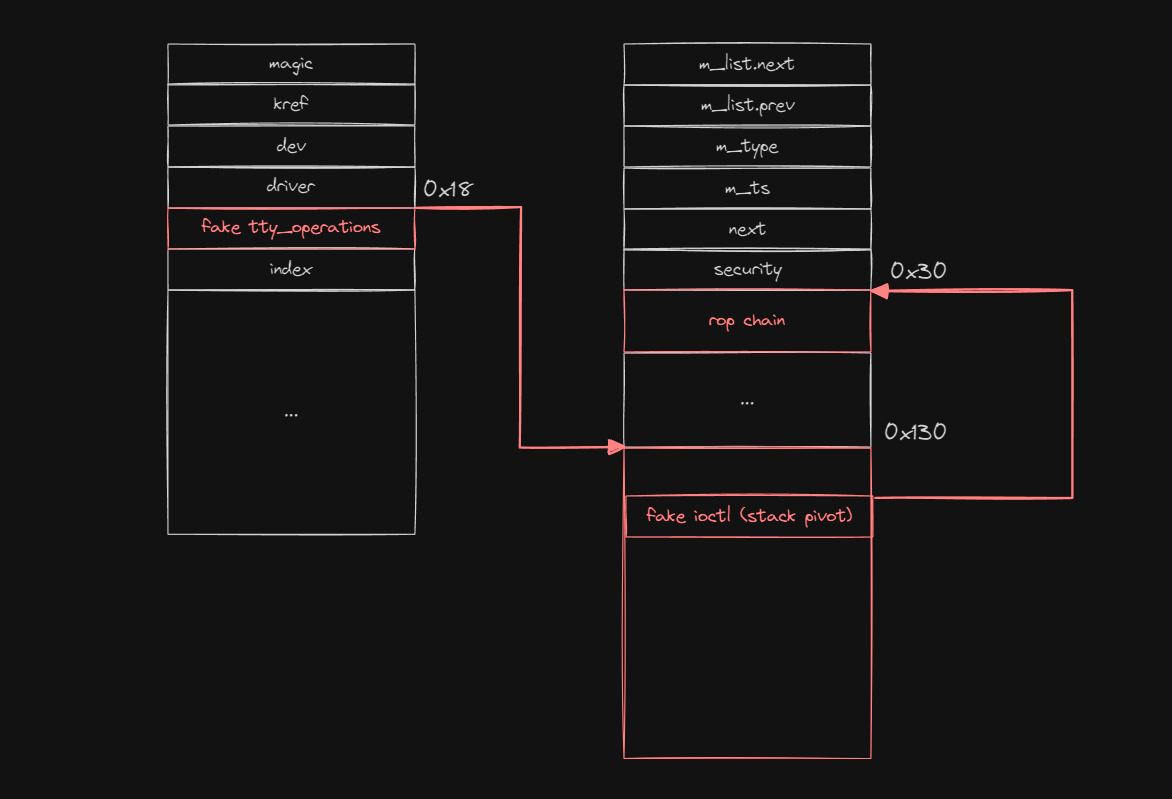 magic
kref
dev
driver
0x18
fake tty_operations
index
...
m_list.next
m_list.prev
m_type
m_ts
next
security
0x30
rop chain
...
0x130
fake ioctl (stack pivot)